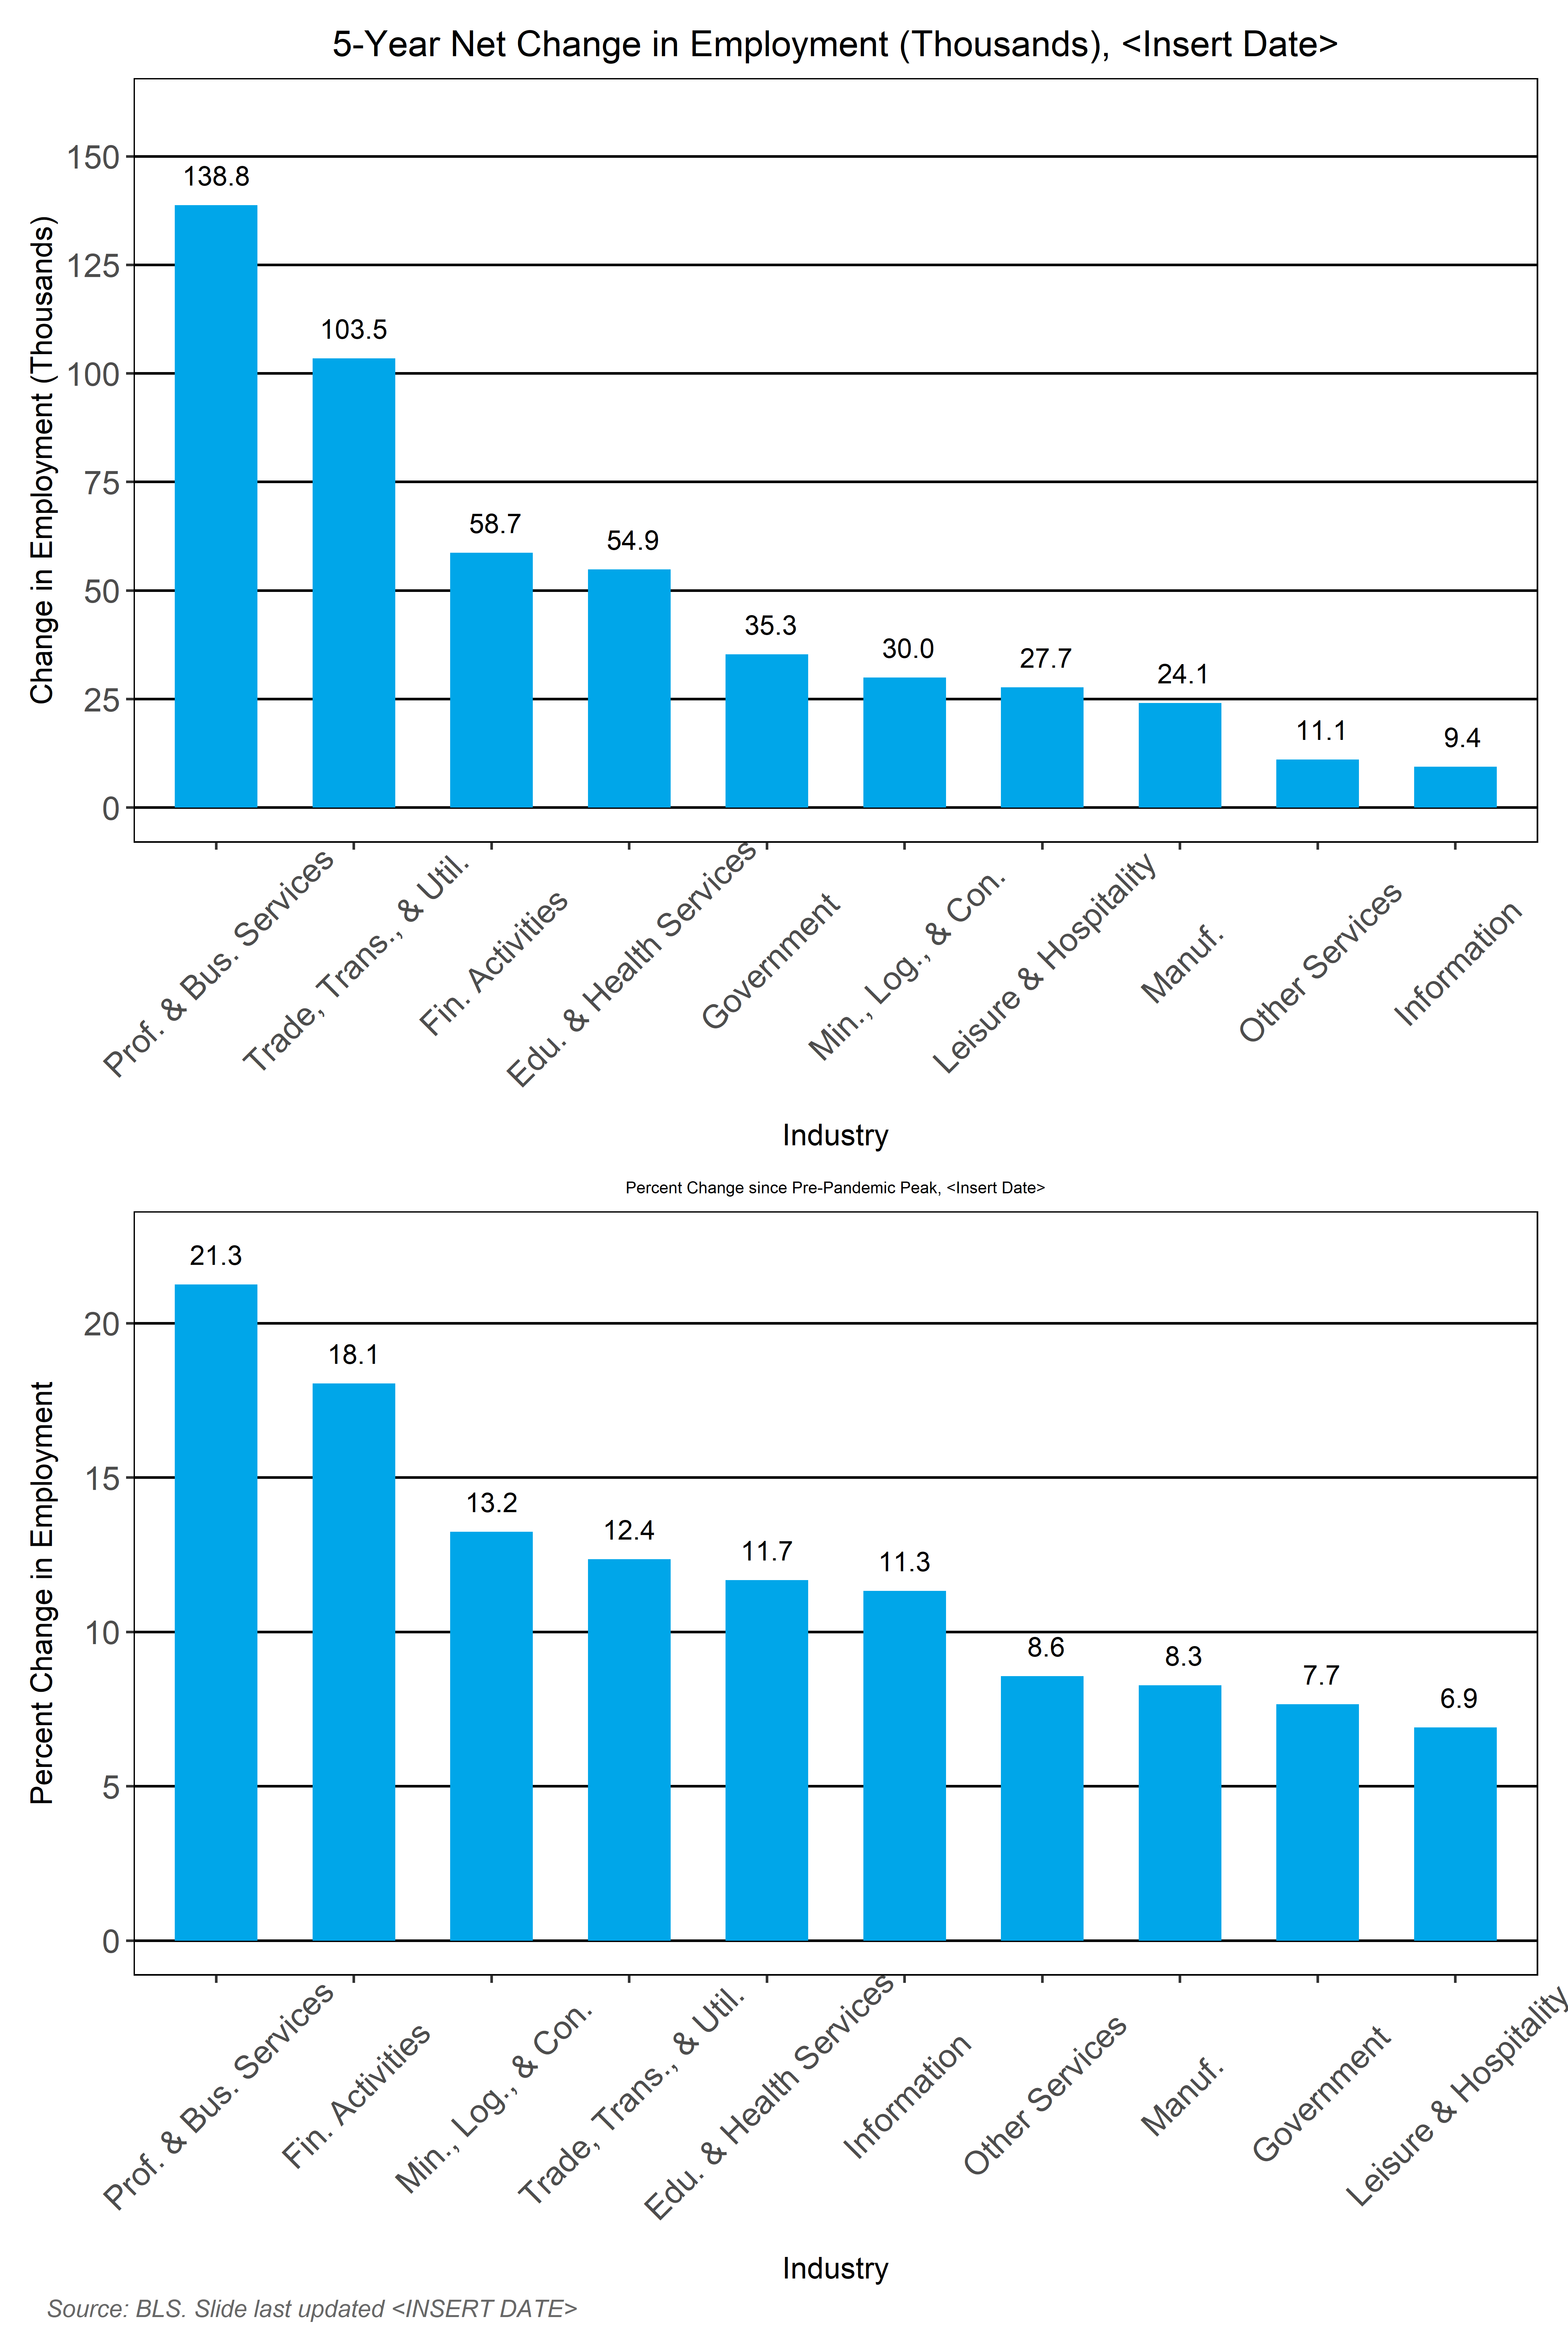 5-Year Net Change in Employment (Thousands), <Insert Date>
Change in Employment (Thousands)
150
125
100
75
50
25
0
138.8
103.5
58.7
54.9
35.3
30.0
27.7
24.1
11.1
9.4
Prof. & Bus. Services
Trade, Trans., & Util.
Fin. Activities
Edu. & Health Services
Government
Min., Log., & Con.
Leisure & Hospitality
Manuf.
Other Services
Information
Industry
Percent Change since Pre-Pandemic Peak, <Insert Date>
Percent Change in Employment
20
15
10
5
0
21.3
18.1
13.2
12.4
11.7
11.3
8.6
8.3
7.7
6.9
Prof. & Bus. Services
Fin. Activities
Min., Log., & Con.
Trade, Trans., & Util.
Edu. & Health Services
Information
Other Services
Manuf.
Government
Leisure & Hospitality
Industry
Source: BLS. Slide last updated <INSERT DATE>